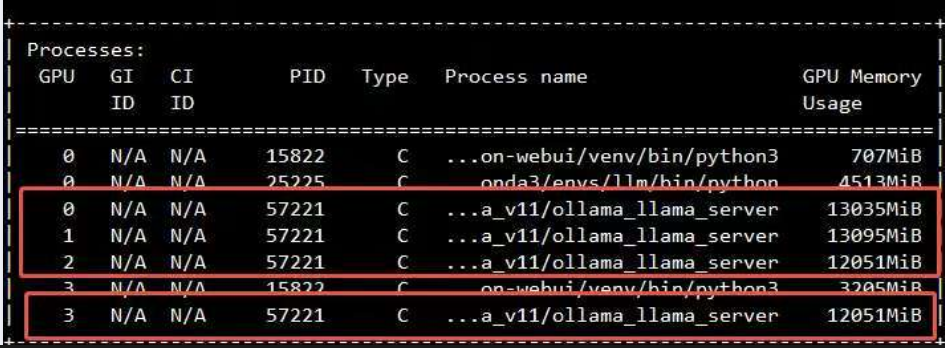 Processes:
GPU GI CI PID Type Process name GPU Memory
ID ID Usage
0 N/A N/A 15822 C ...on-webui/venv/bin/python3 707MiB
0 N/A N/A 25225 C onda3/envs/llm/bin/python 4513MiB
0 N/A N/A 57221 C ...a_v11/ollama_llama_server 13035MiB
1 N/A N/A 57221 C ...a_v11/ollama_llama_server 13095MiB
2 N/A N/A 57221 C ...a_v11/ollama_llama_server 12051MiB
3 N/A N/A 15822 C on-webui/venv/bin/python3 3205MiB
3 N/A N/A 57221 C ...a_v11/ollama_llama_server 12051MiB